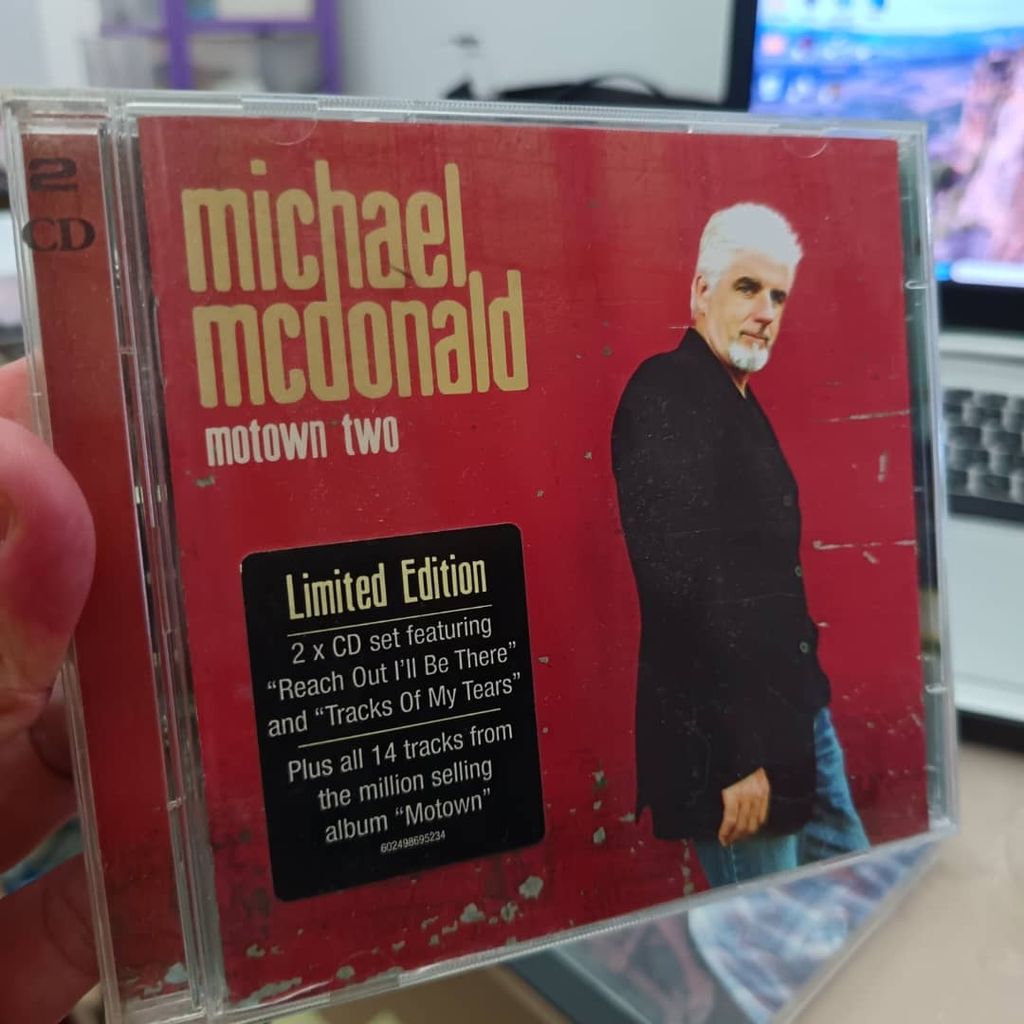 2
CD
michael
mcdonald
motown two
Limited Edition
2 x CD set featuring
"Reach Out I'll Be There"
and "Tracks Of My Tears"
Plus all 14 tracks from
the million selling
album "Motown"
602498695234